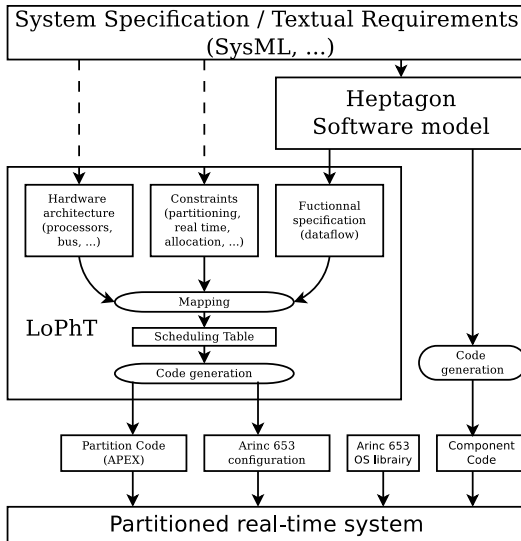 System Specification / Textual Requirements
(SysML, ...)
Heptagon
Software model
Hardware
architecture
(processors,
bus, ...)
Constraints
(partitioning,
real time,
allocation, ...)
Fuctionnal
specification
(dataflow)
Mapping
LoPhT
Scheduling Table
Code generation
Code
generation
Partition Code
(APEX)
Arinc 653
configuration
Arinc 653
OS librairy
Component
Code
Partitioned real-time system